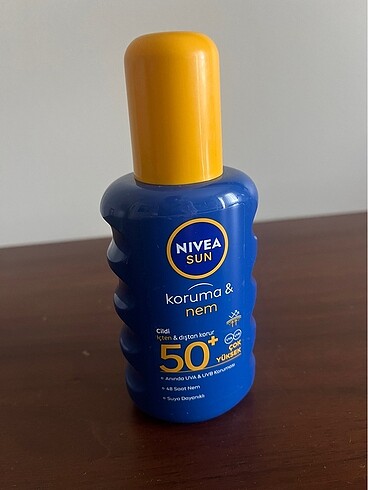 NIVEA
SUN
koruma &
nem
Cildi
içten & dıştan korur
50+
ÇOK
YÜKSEK
+ Anında UVA & UVB Koruması
+ 48 Saat Nem
+ Suya Dayanıklı